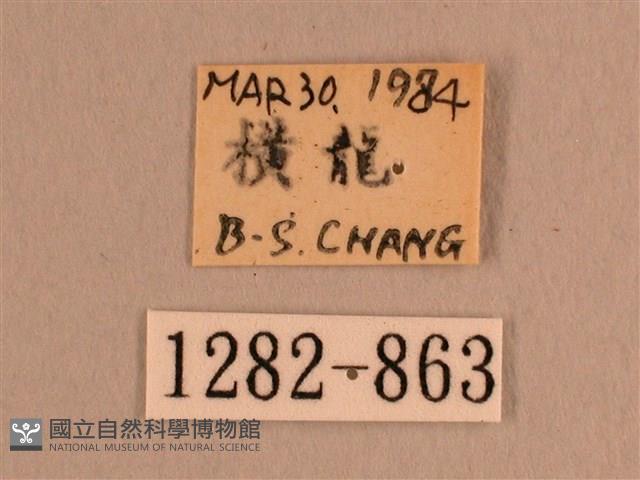 MAR 30, 1984
橫龍
B-S. CHANG
1282-863
國立自然科學博物館
NATIONAL MUSEUM OF NATURAL SCIENCE